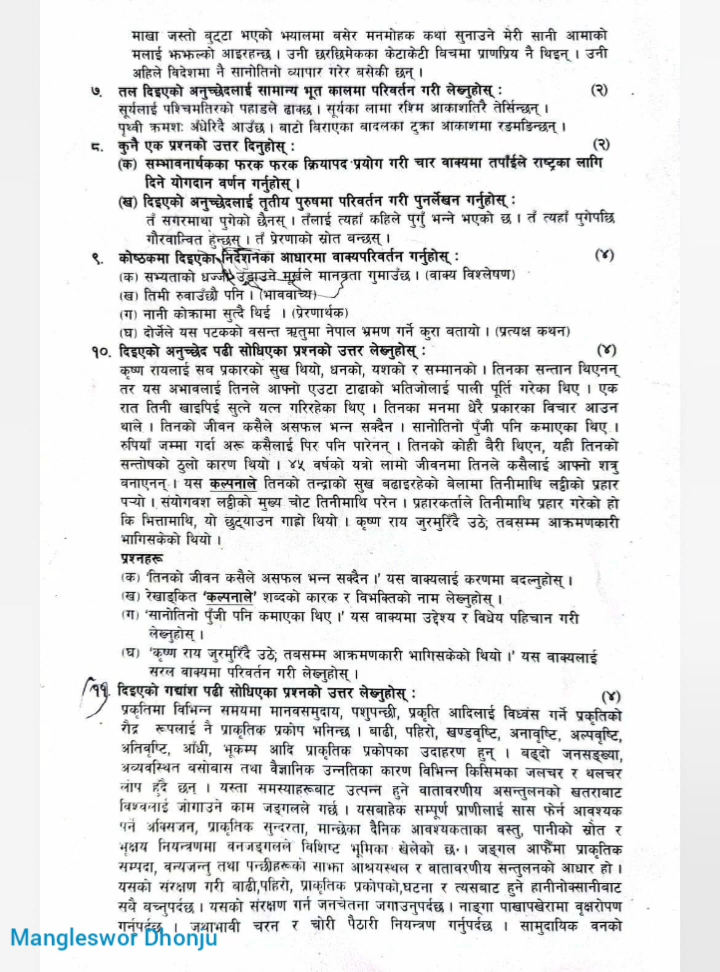 माखा जस्तो बुट्टा भएको भयालमा बसेर मनमोहक कथा सुनाउने मेरी सानी आमाको
मलाई झझल्को आइरहन्छ । उनी छरछिमेकका केटाकेटी विचमा प्राणप्रिय नै थिइन् । उनी
अहिले विदेशमा नै सानोतिनो व्यापार गरेर बसेकी छन् ।
७. तल दिइएको अनुच्छेदलाई सामान्य भूत कालमा परिवर्तन गरी लेख्नुहोस् : (२)
सूर्यलाई पश्चिमतिरको पहाडले ढाक्छ । सूर्यका लामा रश्मि आकाशतिरै तेर्सिन्छन् ।
पृथ्वी क्रमशः अँधेरिदै आउँछ । बाटो विराएका बादलका टुक्रा आकाशमा रडमडिन्छन् ।
८. कुनै एक प्रश्नको उत्तर दिनुहोस् : (२)
(क) सम्भावनार्थकका फरक फरक क्रियापद प्रयोग गरी चार वाक्यमा तपाईंले राष्ट्रका लागि
दिने योगदान वर्णन गर्नुहोस् ।
(ख) दिइएको अनुच्छेदलाई तृतीय पुरुषमा परिवर्तन गरी पुनर्लेखन गर्नुहोस् :
तँ सगरमाथा पुगेको छैनस् । तँलाई त्यहाँ कहिले पुगुँ भन्ने भएको छ । तँ त्यहाँ पुगेपछि
गौरवान्वित हुन्छस् । तँ प्रेरणाको स्रोत बन्छस् ।
९. कोष्ठकमा दिइएका निर्देशनका आधारमा वाक्यपरिवर्तन गर्नुहोस् : (४)
(क) सभ्यताको धज्जी उडाउने मूर्खले मानवता गुमाउँछ । (वाक्य विश्लेषण)
(ख) तिमी रुवाउँछौ पनि । (भाववाच्य)
(ग) नानी कोक्रामा सुत्दै थिई । (प्रेरणार्थक)
(घ) दोर्जेले यस पटकको वसन्त ऋतुमा नेपाल भ्रमण गर्ने कुरा बतायो । (प्रत्यक्ष कथन)
१०. दिइएको अनुच्छेद पढी सोधिएका प्रश्नको उत्तर लेख्नुहोस् : (४)
कृष्ण रायलाई सब प्रकारको सुख थियो, धनको, यशको र सम्मानको । तिनका सन्तान थिएनन्
तर यस अभावलाई तिनले आफ्नो एउटा टाढाको भतिजोलाई पाली पूर्ति गरेका थिए । एक
रात तिनी खाइपिई सुत्ने यत्न गरिरहेका थिए । तिनका मनमा धेरै प्रकारका विचार आउन
थाले । तिनको जीवन कसैले असफल भन्न सक्दैन । सानोतिनो पुँजी पनि कमाएका थिए ।
रुपियाँ जम्मा गर्दा अरू कसैलाई पिर पनि पारेनन् । तिनको कोही बैरी थिएन, यही तिनको
सन्तोषको ठुलो कारण थियो । ४५ वर्षको यत्रो लामो जीवनमा तिनले कसैलाई आफ्नो शत्रु
बनाएनन् । यस कल्पनाले तिनको तन्द्राको सुख बढाइरहेको बेलामा तिनीमाथि लट्ठीको प्रहार
पऱ्यो । संयोगवश लट्ठीको मुख्य चोट तिनीमाथि परेन । प्रहारकर्ताले तिनीमाथि प्रहार गरेको हो
कि भित्तामाथि, यो छुट्याउन गाह्रो थियो । कृष्ण राय जुरमुरिँदै उठे; तबसम्म आक्रमणकारी
भागिसकेको थियो ।
प्रश्नहरू
(क) 'तिनको जीवन कसैले असफल भन्न सक्दैन ।' यस वाक्यलाई करणमा बदल्नुहोस् ।
(ख) रेखाङ्कित 'कल्पनाले' शब्दको कारक र विभक्तिको नाम लेख्नुहोस् ।
(ग) 'सानोतिनो पुँजी पनि कमाएका थिए ।' यस वाक्यमा उद्देश्य र विधेय पहिचान गरी
लेख्नुहोस् ।
(घ) 'कृष्ण राय जुरमुरिँदै उठे; तबसम्म आक्रमणकारी भागिसकेको थियो ।' यस वाक्यलाई
सरल वाक्यमा परिवर्तन गरी लेख्नुहोस् ।
११. दिइएको गद्यांश पढी सोधिएका प्रश्नको उत्तर लेख्नुहोस् : (४)
प्रकृतिमा विभिन्न समयमा मानवसमुदाय, पशुपन्छी, प्रकृति आदिलाई विध्वंस गर्ने प्रकृतिको
रौद्र रूपलाई नै प्राकृतिक प्रकोप भनिन्छ । बाढी, पहिरो, खण्डवृष्टि, अनावृष्टि, अल्पवृष्टि,
अतिवृष्टि, आँधी, भूकम्प आदि प्राकृतिक प्रकोपका उदाहरण हुन् । बढ्दो जनसङ्ख्या,
अव्यवस्थित बसोबास तथा वैज्ञानिक उन्नतिका कारण विभिन्न किसिमका जलचर र थलचर
लोप हुँदै छन् । यस्ता समस्याहरूबाट उत्पन्न हुने वातावरणीय असन्तुलनको खतराबाट
विश्वलाई जोगाउने काम जङ्गलले गर्छ । यसबाहेक सम्पूर्ण प्राणीलाई सास फेर्न आवश्यक
पर्ने अक्सिजन, प्राकृतिक सुन्दरता, मान्छेका दैनिक आवश्यकताका वस्तु, पानीको स्रोत र
भूक्षय नियन्त्रणमा वनजङ्गलले विशिष्ट भूमिका खेलेको छ । जङ्गल आफैँमा प्राकृतिक
सम्पदा, वन्यजन्तु तथा पन्छीहरूको साझा आश्रयस्थल र वातावरणीय सन्तुलनको आधार हो ।
यसको संरक्षण गरी बाढी,पहिरो, प्राकृतिक प्रकोपको,घटना र त्यसबाट हुने हानीनोक्सानीबाट
सबै बच्नुपर्दछ । यसको संरक्षण गर्न जनचेतना जगाउनुपर्दछ । नाङ्गा पाखापखेरामा वृक्षरोपण
गर्नुपर्दछ । जथाभावी चरन र चोरी पैठारी नियन्त्रण गर्नुपर्दछ । सामुदायिक वनको
Mangleswor Dhonju